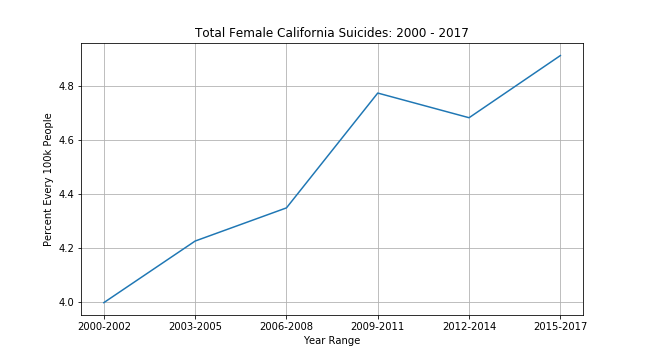 Total Female California Suicides: 2000 - 2017
Percent Every 100k People
4.8
4.6
4.4
4.2
4.0
2000-2002 2003-2005 2006-2008 2009-2011 2012-2014 2015-2017
Year Range